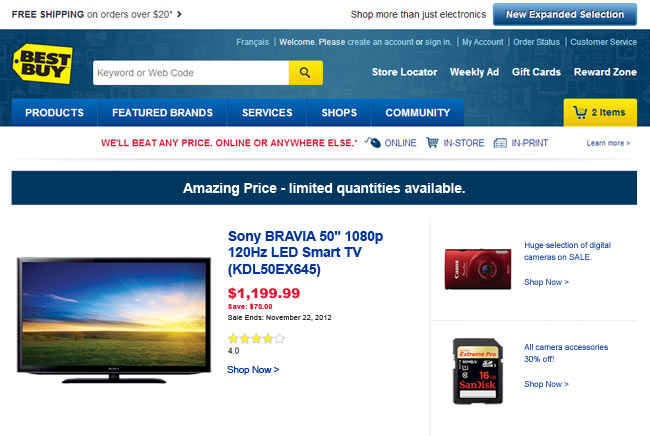 FREE SHIPPING on orders over $20* >
Shop more than just electronics
New Expanded Selection
Français | Welcome. Please create an account or sign in. | My Account | Order Status | Customer Service
BEST BUY
Keyword or Web Code
Store Locator Weekly Ad Gift Cards Reward Zone
PRODUCTS FEATURED BRANDS SERVICES SHOPS COMMUNITY
2 Items
WE'LL BEAT ANY PRICE. ONLINE OR ANYWHERE ELSE.* ONLINE IN-STORE IN-PRINT Learn more >
Amazing Price - limited quantities available.
Sony BRAVIA 50" 1080p
120Hz LED Smart TV
(KDL50EX645)
$1,199.99
Save: $70.00
Sale Ends: November 22, 2012
4.0
Shop Now >
SONY
Canon
Huge selection of digital
cameras on SALE.
Shop Now >
Extreme Pro
16
GB
SanDisk
All camera accessories
30% off!
Shop Now >